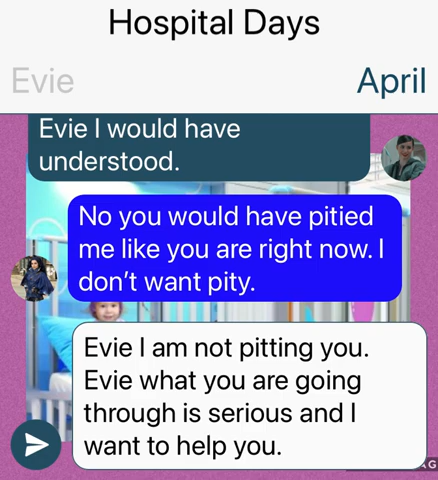 Hospital Days
Evie
April
Evie I would have
understood.
No you would have pitied
me like you are right now. I
don't want pity.
Evie I am not pitting you.
Evie what you are going
through is serious and I
want to help you.